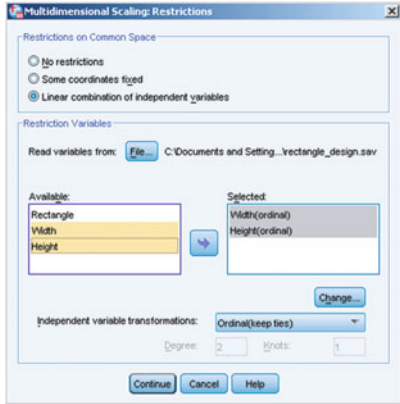 Multidimensional Scaling: Restrictions
Restrictions on Common Space
No restrictions
Some coordinates fixed
Linear combination of independent variables
Restriction Variables
Read variables from: File... C:\Documents and Setting...\rectangle_design.sav
Available: Selected:
Rectangle Width(ordinal)
Width Height(ordinal)
Height
Change...
Independent variable transformations: Ordinal(keep ties)
Degree: 2 Knots: 1
Continue Cancel Help